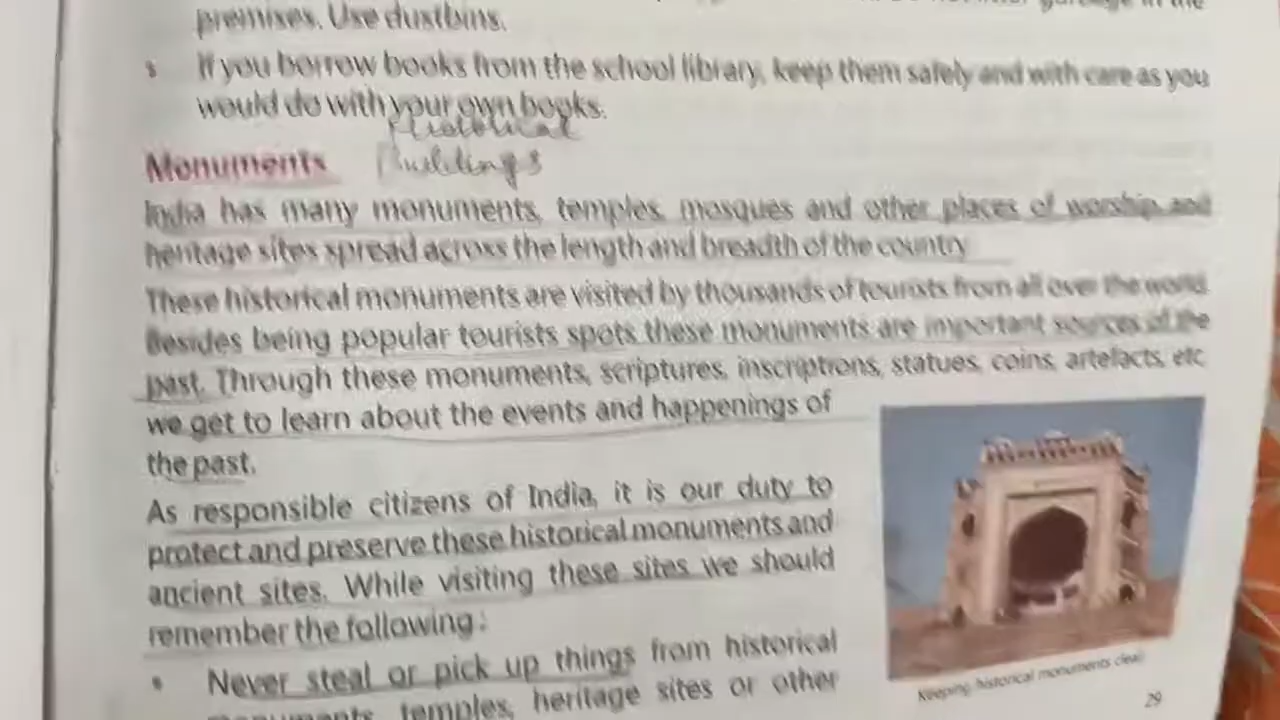 premises. Use dustbins.
If you borrow books from the school library, keep them safely and with care as you
would do with your own books.
Historical
Monuments Buildings
India has many monuments, temples, mosques and other places of worship and
heritage sites spread across the length and breadth of the country
These historical monuments are visited by thousands of tourists from all over the world.
Besides being popular tourists spots these monuments are important sources of the
past. Through these monuments, scriptures, inscriptions, statues, coins, artefacts, etc
we get to learn about the events and happenings of
the past.
As responsible citizens of India, it is our duty to
protect and preserve these historical monuments and
ancient sites. While visiting these sites we should
remember the following :
• Never steal or pick up things from historical
monuments, temples, heritage sites or other
Keeping historical monuments clean
29